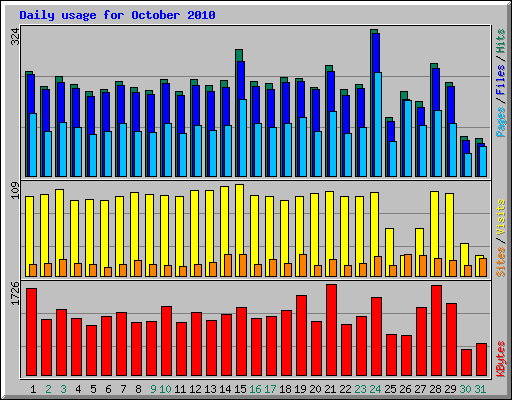 Daily usage for October 2010
324
Pages / Files / Hits
109
Sites / Visits
1726
KBytes
1 2 3 4 5 6 7 8 9 10 11 12 13 14 15 16 17 18 19 20 21 22 23 24 25 26 27 28 29 30 31